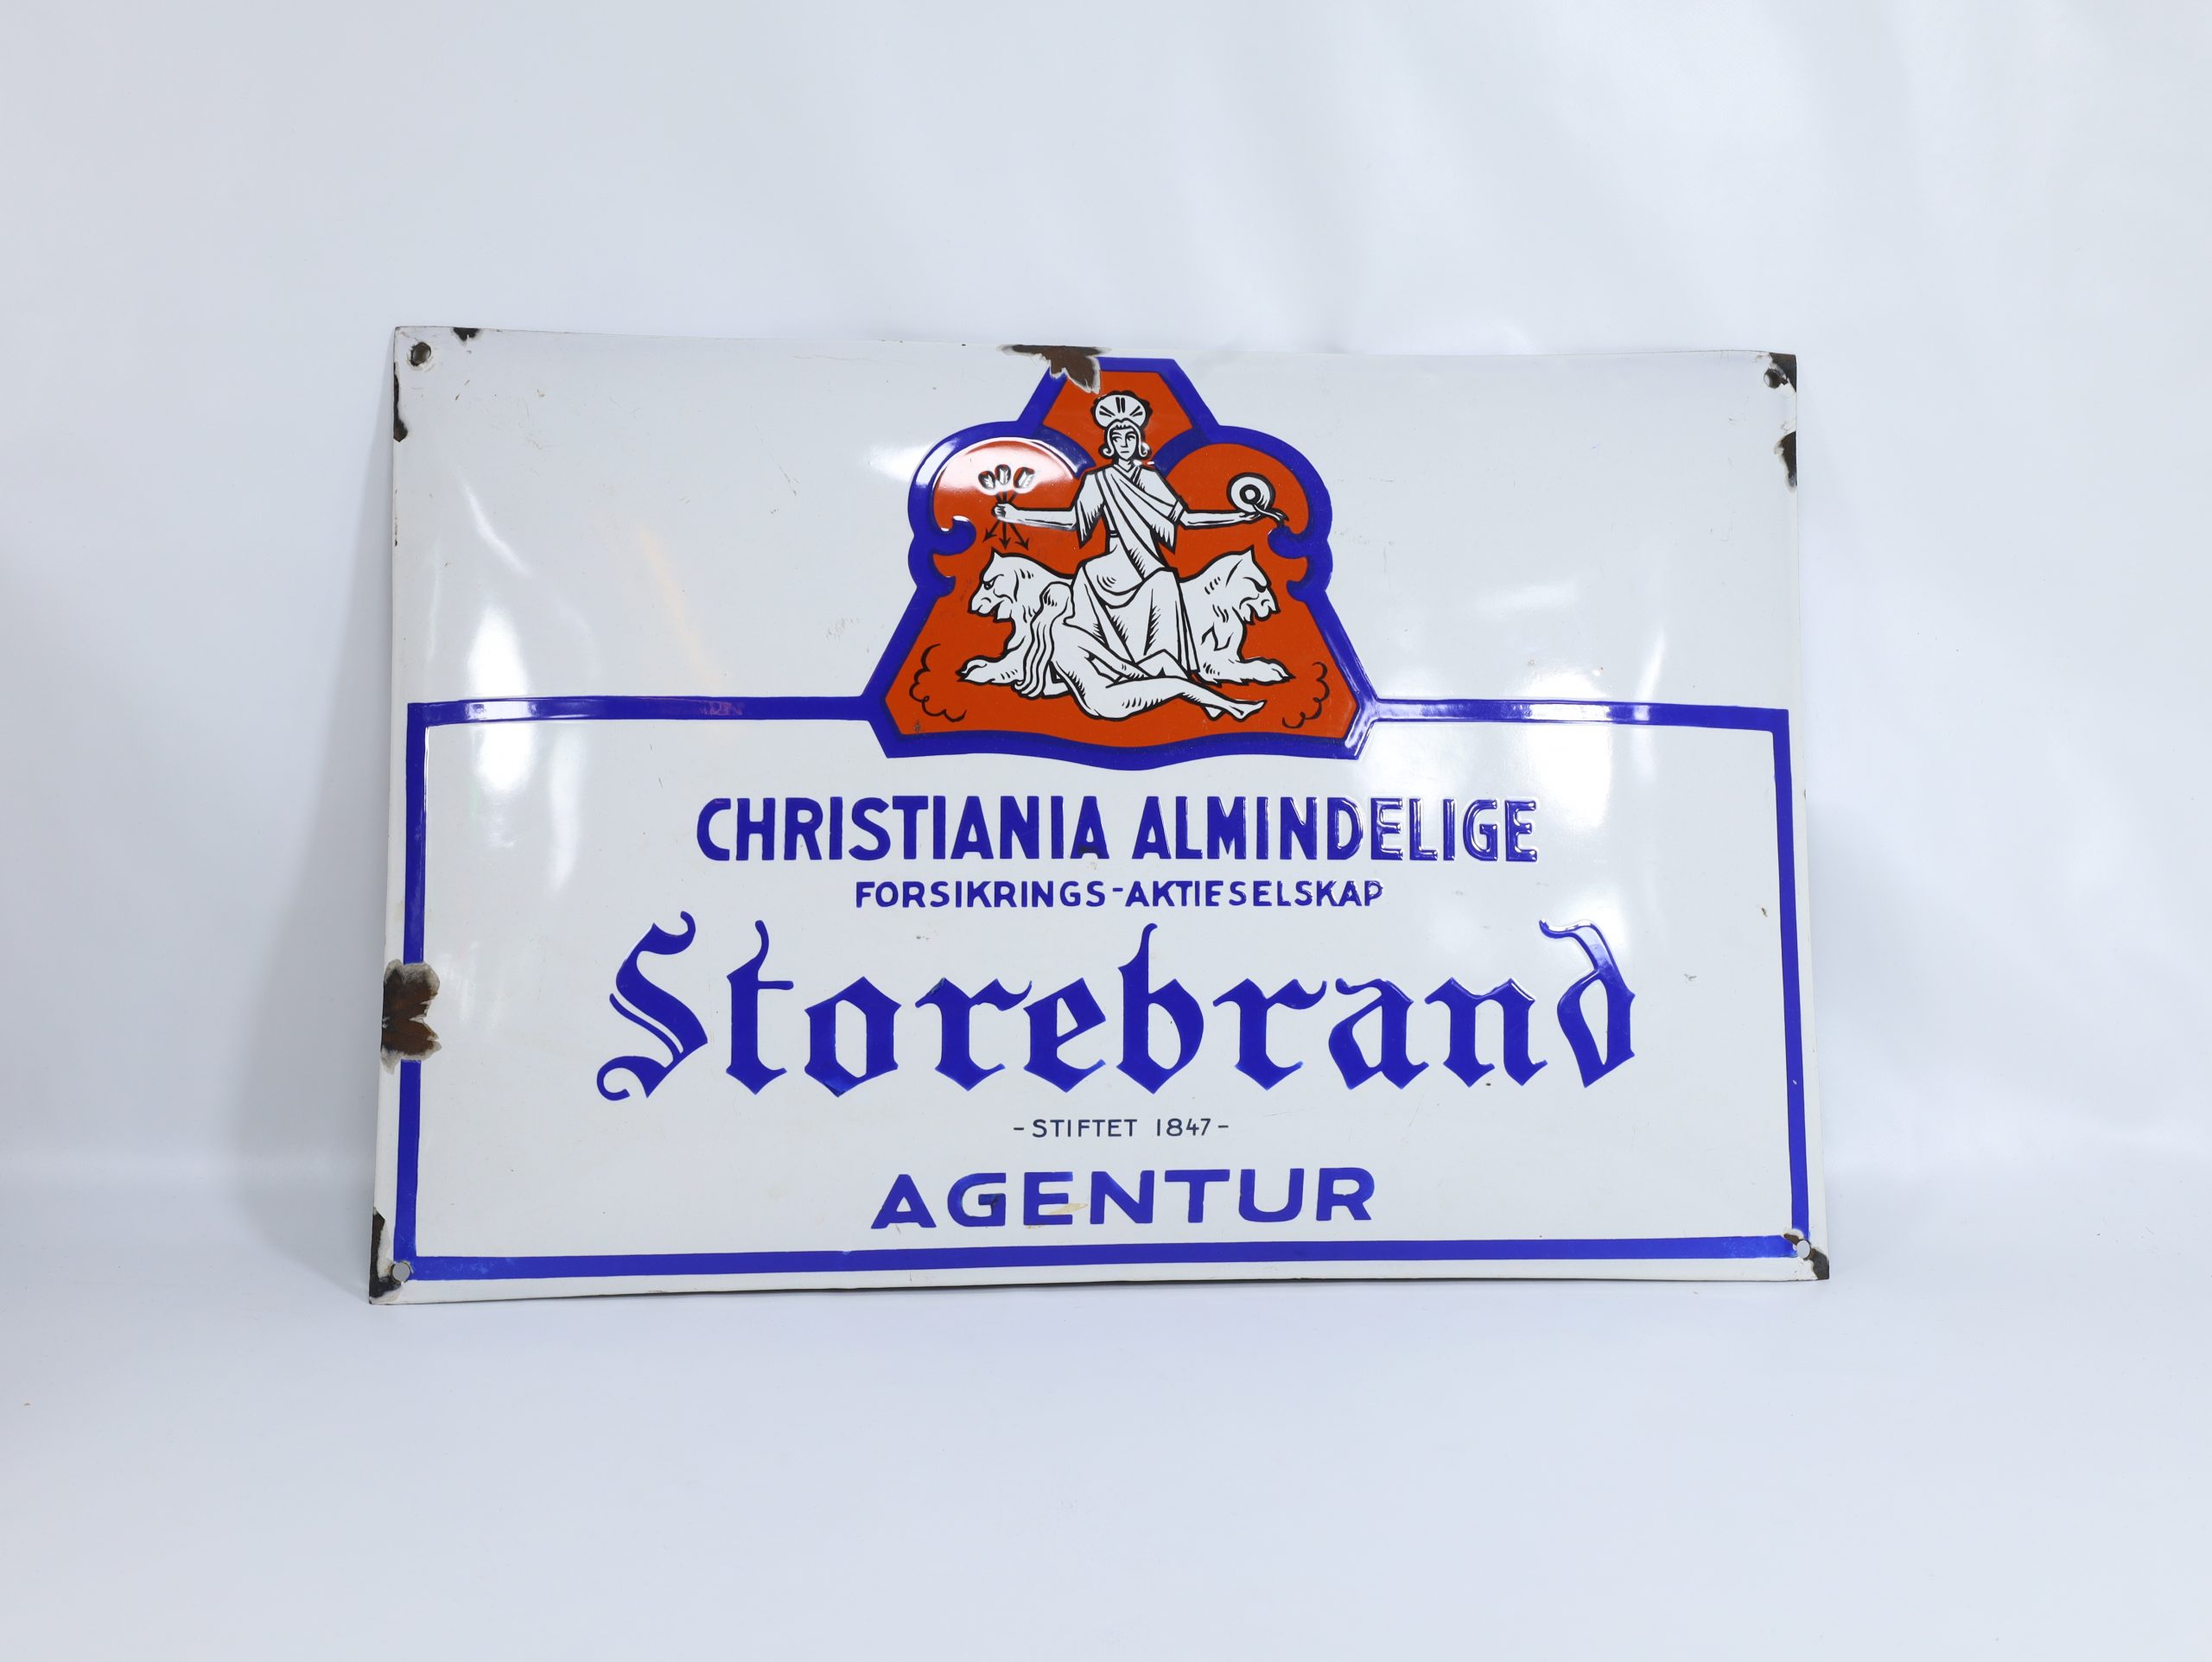 CHRISTIANIA ALMINDELIGE
FORSIKRINGS-AKTIESELSKAP
Storebrand
- STIFTET 1847 -
AGENTUR